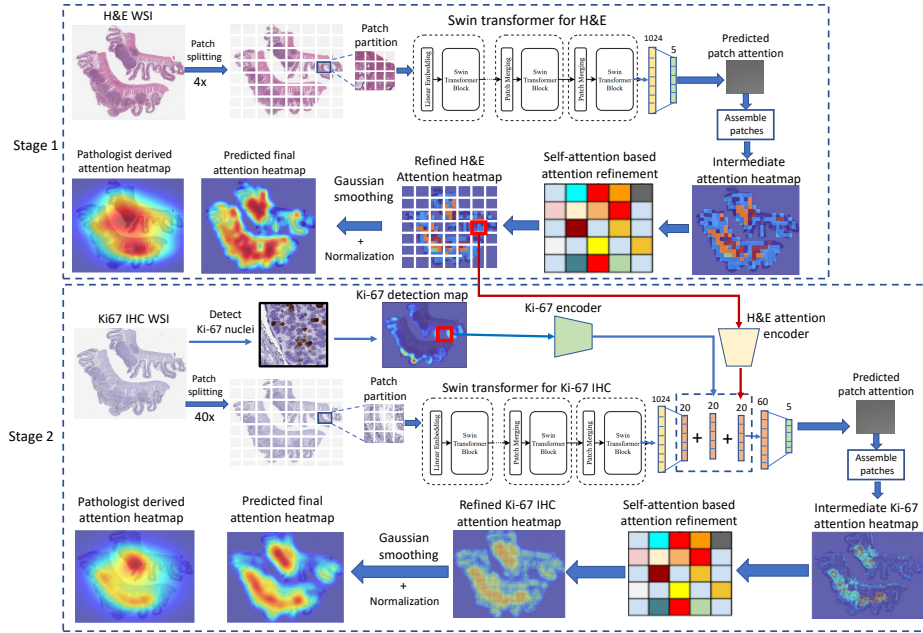 Stage 1
H&E WSI
Patch
splitting
4x
Patch
partition
Swin transformer for H&E
Linear Embedding
Swin
Transformer
Block
Patch Merging
Swin
Transformer
Block
Patch Merging
Swin
Transformer
Block
1024
5
Predicted
patch attention
Assemble
patches
Intermediate
attention heatmap
Self-attention based
attention refinement
Refined H&E
Attention heatmap
Gaussian
smoothing
+
Normalization
Predicted final
attention heatmap
Pathologist derived
attention heatmap
Stage 2
Ki67 IHC WSI
Detect
Ki-67 nuclei
Ki-67 detection map
Ki-67 encoder
H&E attention
encoder
Patch
splitting
40x
Patch
partition
Swin transformer for Ki-67 IHC
Linear Embedding
Swin
Transformer
Block
Patch Merging
Swin
Transformer
Block
Patch Merging
Swin
Transformer
Block
1024
20
+
20
+
20
60
5
Predicted
patch attention
Assemble
patches
Intermediate Ki-67
attention heatmap
Self-attention based
attention refinement
Refined Ki-67 IHC
attention heatmap
Gaussian
smoothing
+
Normalization
Predicted final
attention heatmap
Pathologist derived
attention heatmap